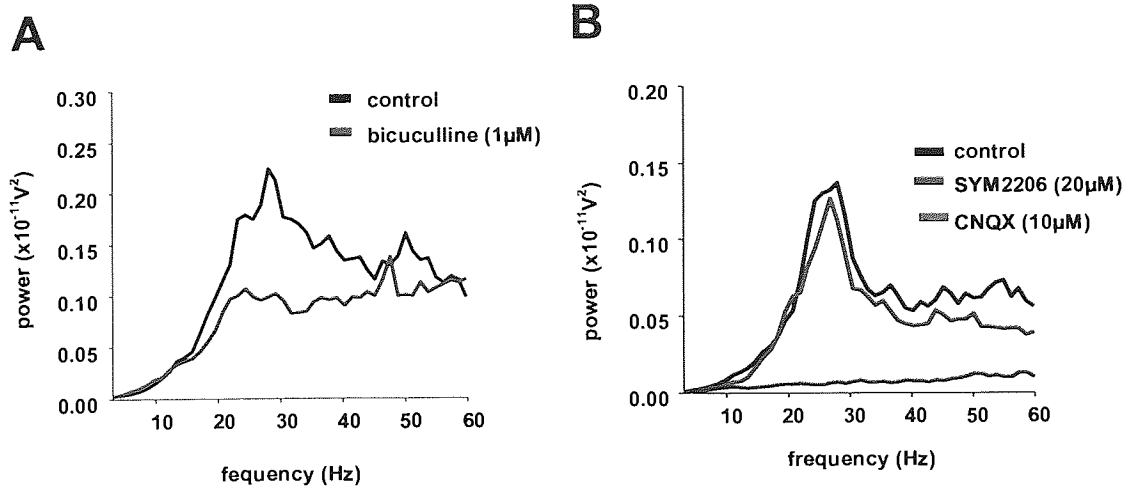 A
0.30
0.25
0.20
0.15
0.10
0.05
0.00
power (x10⁻¹¹V²)
10 20 30 40 50 60
fequency (Hz)
control
bicuculline (1µM)
B
0.20
0.15
0.10
0.05
0.00
power (x10⁻¹¹V²)
10 20 30 40 50 60
frequency (Hz)
control
SYM2206 (20µM)
CNQX (10µM)